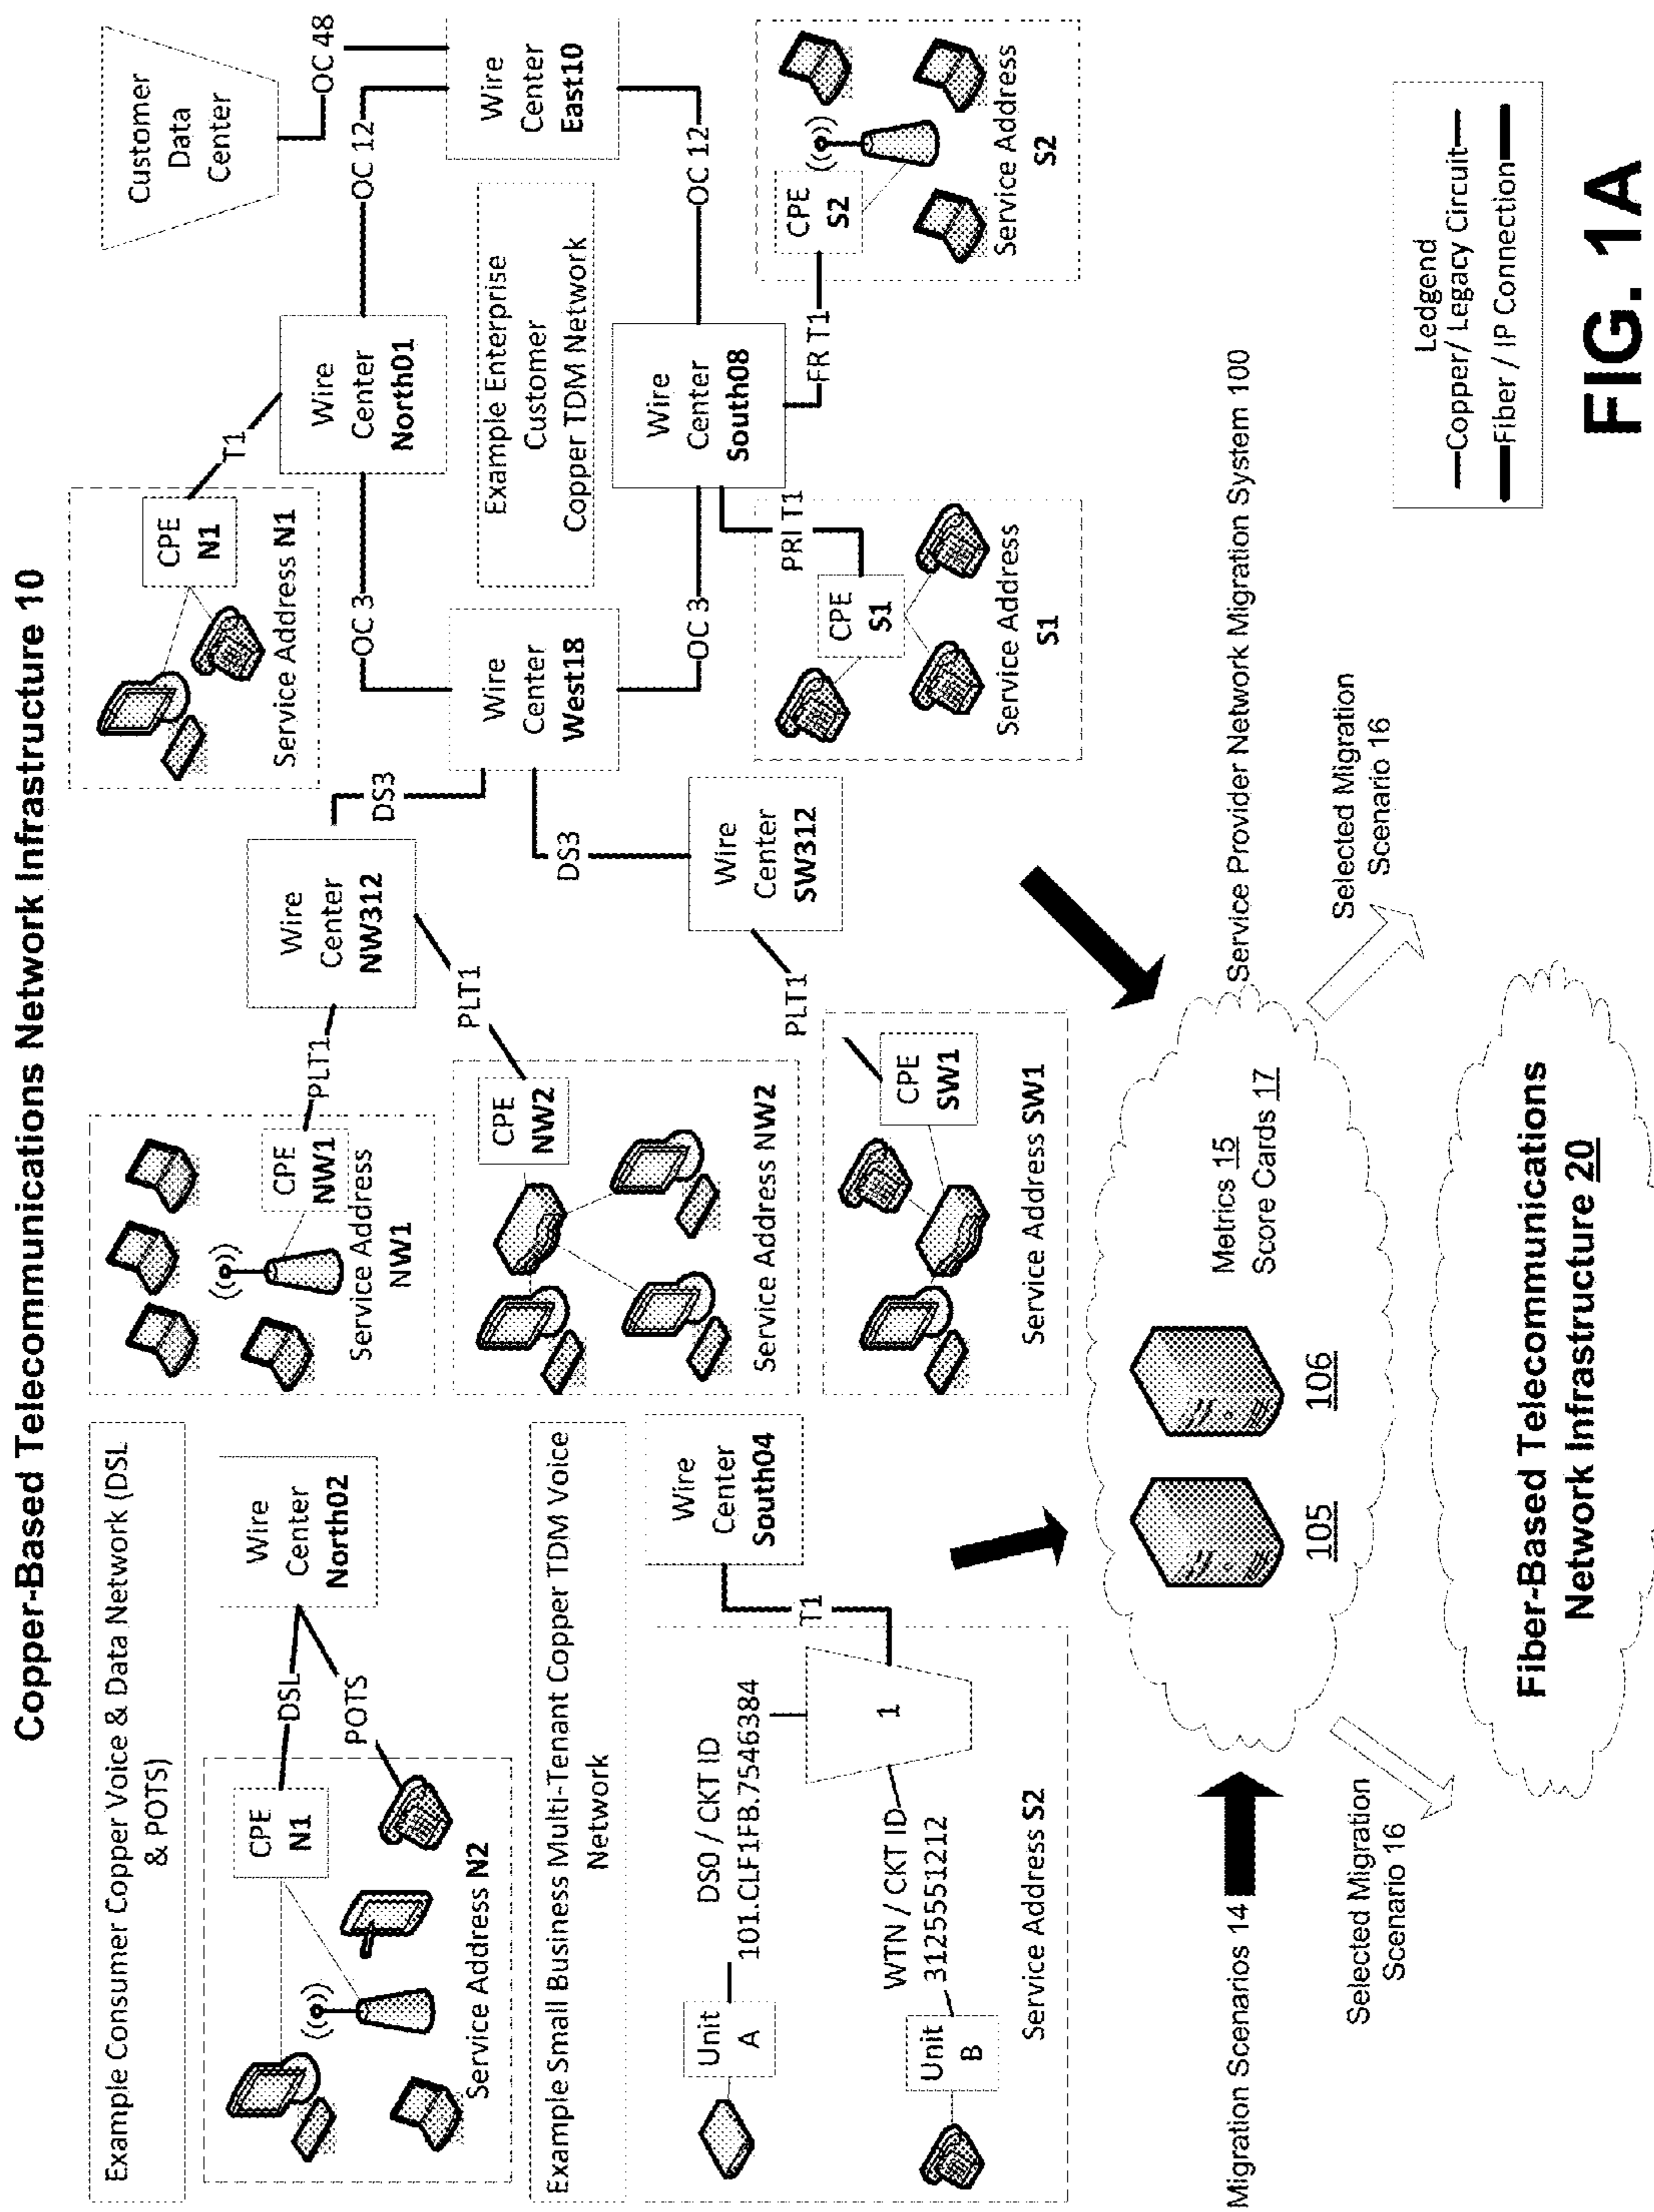 Copper-Based Telecommunications Network Infrastructure 10
Example Consumer Copper Voice & Data Network (DSL
& POTS)
CPE
N1
DSL
POTS
Wire
Center
North02
Service Address N2
Example Small Business Multi-Tenant Copper TDM Voice
Network
Unit
A
DS0 / CKT ID
101.CLF1FB.7546384
Unit
B
WTN / CKT ID
3125551212
1
T1
Wire
Center
South04
Service Address S2
CPE
NW1
Service Address
NW1
PLT1
Wire
Center
NW312
DS3
CPE
NW2
Service Address NW2
PLT1
CPE
SW1
Service Address SW1
PLT1
Wire
Center
SW312
DS3
CPE
N1
Service Address N1
T1
Wire
Center
North01
OC 3
OC 12
Customer
Data
Center
OC 48
Wire
Center
West18
Example Enterprise
Customer
Copper TDM Network
Wire
Center
East10
OC 3
OC 12
Wire
Center
South08
PRI T1
FR T1
CPE
S1
Service Address
S1
CPE
S2
Service Address
S2
Migration Scenarios 14
105
106
Metrics 15
Score Cards 17
Service Provider Network Migration System 100
Selected Migration
Scenario 16
Selected Migration
Scenario 16
Fiber-Based Telecommunications
Network Infrastructure 20
Ledgend
Copper/ Legacy Circuit
Fiber / IP Connection
FIG. 1A